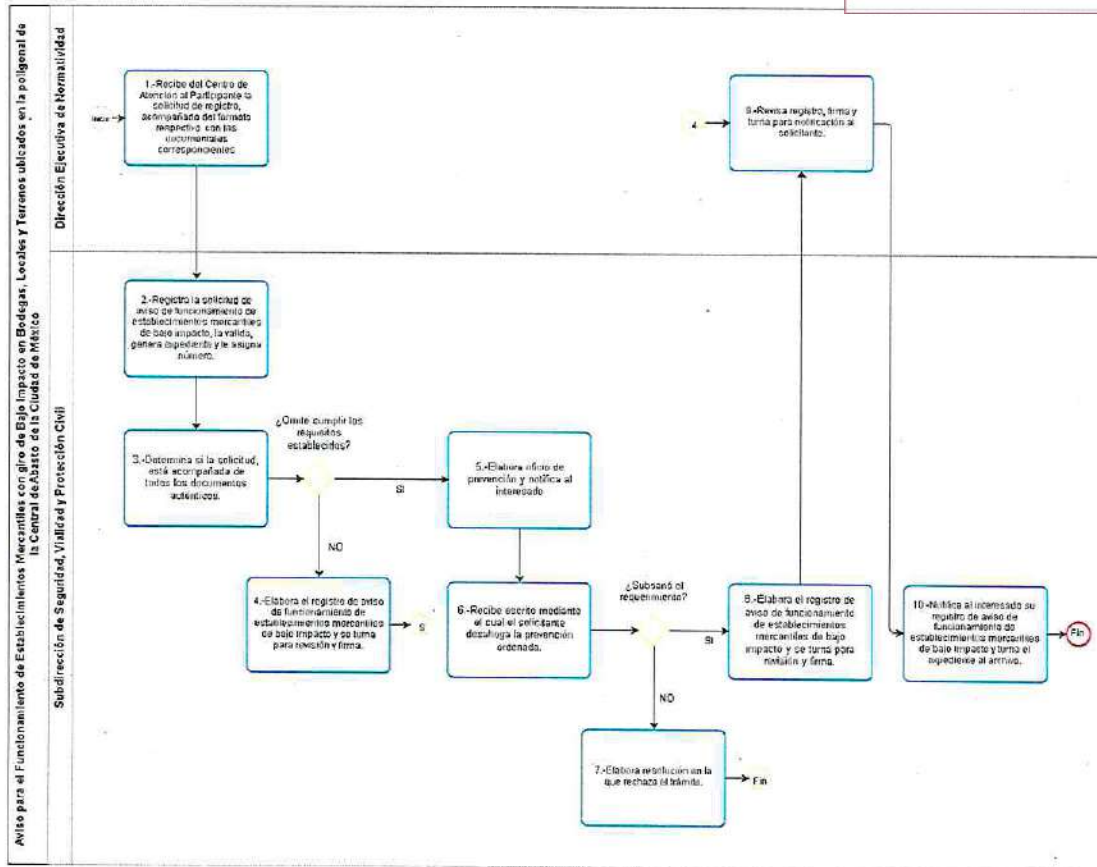 Aviso para el Funcionamiento de Establecimientos Mercantiles con giro de Bajo Impacto en Bodegas, Locales y Terrenos ubicados en la poligonal de
la Central de Abasto de la Ciudad de México
Dirección Ejecutiva de Normatividad
Inicio
1.-Recibe del Centro de
Atención al Participante la
solicitud de registro,
acompañada del formato
respectivo con las
documentales
correspondientes
4
9.-Revisa registro, firma y
turna para notificación al
solicitante.
Subdirección de Seguridad, Vialidad y Protección Civil
2.-Registra la solicitud de
aviso de funcionamiento de
establecimientos mercantiles
de bajo impacto, la valida,
genera expediente y le asigna
número.
3.-Determina si la solicitud,
está acompañada de
todos los documentos
auténticos.
¿Omite cumplir los
requisitos
establecidos?
SI
NO
5.-Elabora oficio de
prevención y notifica al
interesado
4.-Elabora el registro de aviso
de funcionamiento de
establecimientos mercantiles
de bajo impacto y se turna
para revisión y firma.
9
6.-Recibe escrito mediante
el cual el solicitante
desahoga la prevención
ordenada.
¿Subsanó el
requerimiento?
SI
NO
8.-Elabora el registro de
aviso de funcionamiento
de establecimientos
mercantiles de bajo
impacto y se turna para
revisión y firma.
7.-Elabora resolución en la
que rechaza el trámite.
Fin
10.-Notifica al interesado su
registro de aviso de
funcionamiento de
establecimientos mercantiles
de bajo impacto y turna el
expediente al archivo.
Fin